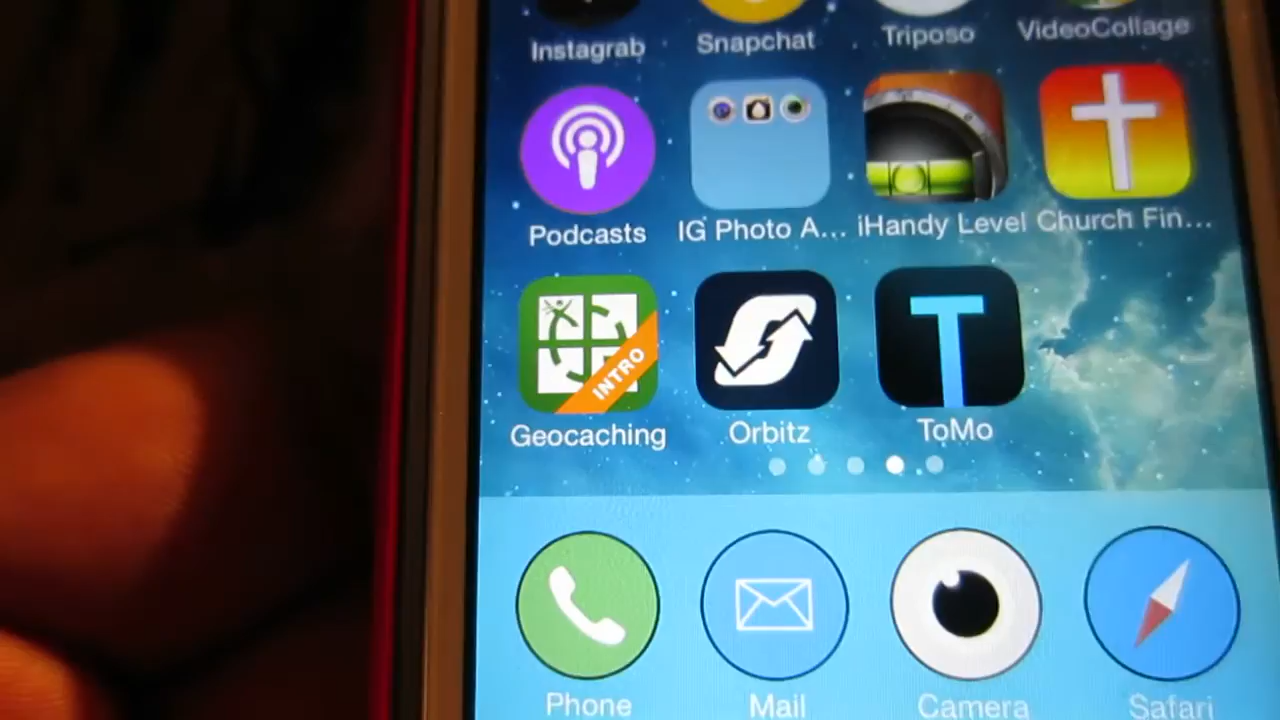 Instagrab Snapchat Triposo VideoCollage
Podcasts IG Photo A... iHandy Level Church Fin...
INTRO
T
Geocaching Orbitz ToMo
Phone Mail Camera Safari